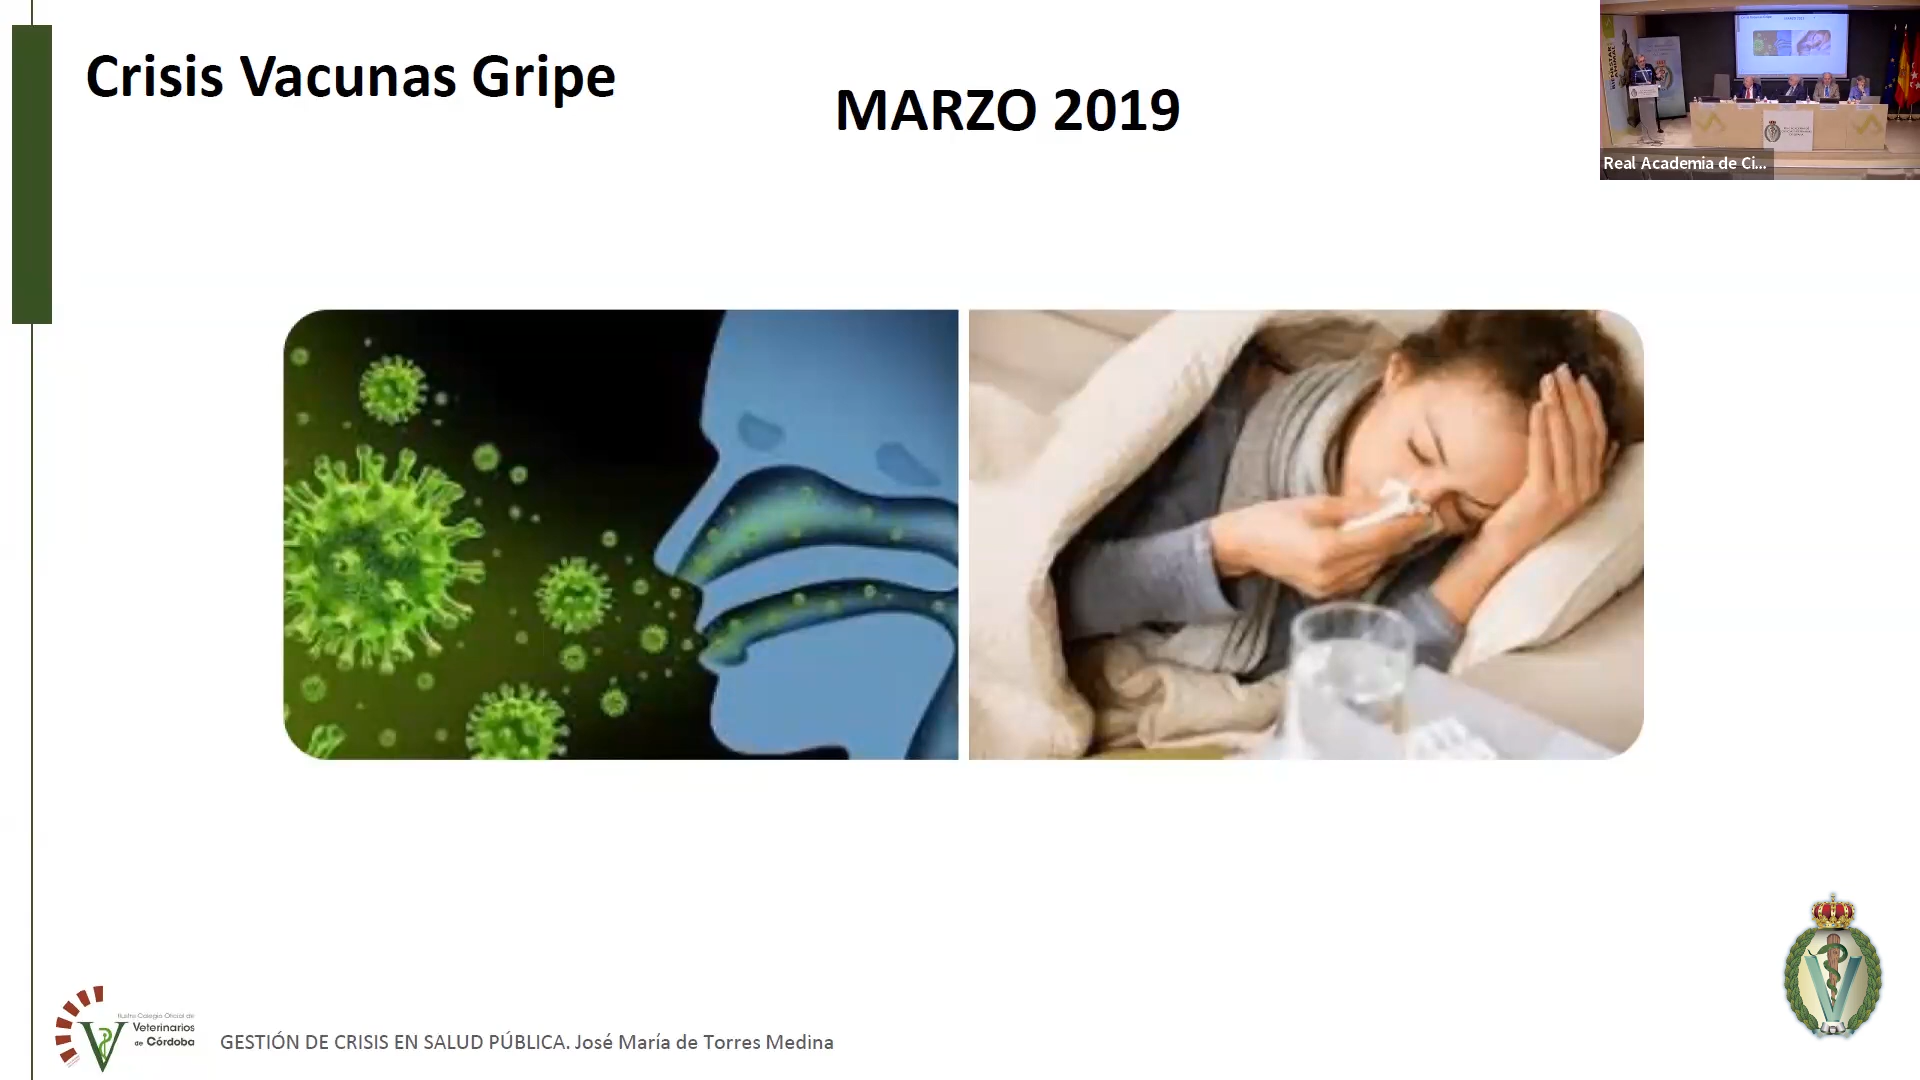 Crisis Vacunas Gripe
MARZO 2019
Real Academia de Ci...
Ilustre Colegio Oficial de
Veterinarios
de Córdoba
GESTIÓN DE CRISIS EN SALUD PÚBLICA. José María de Torres Medina